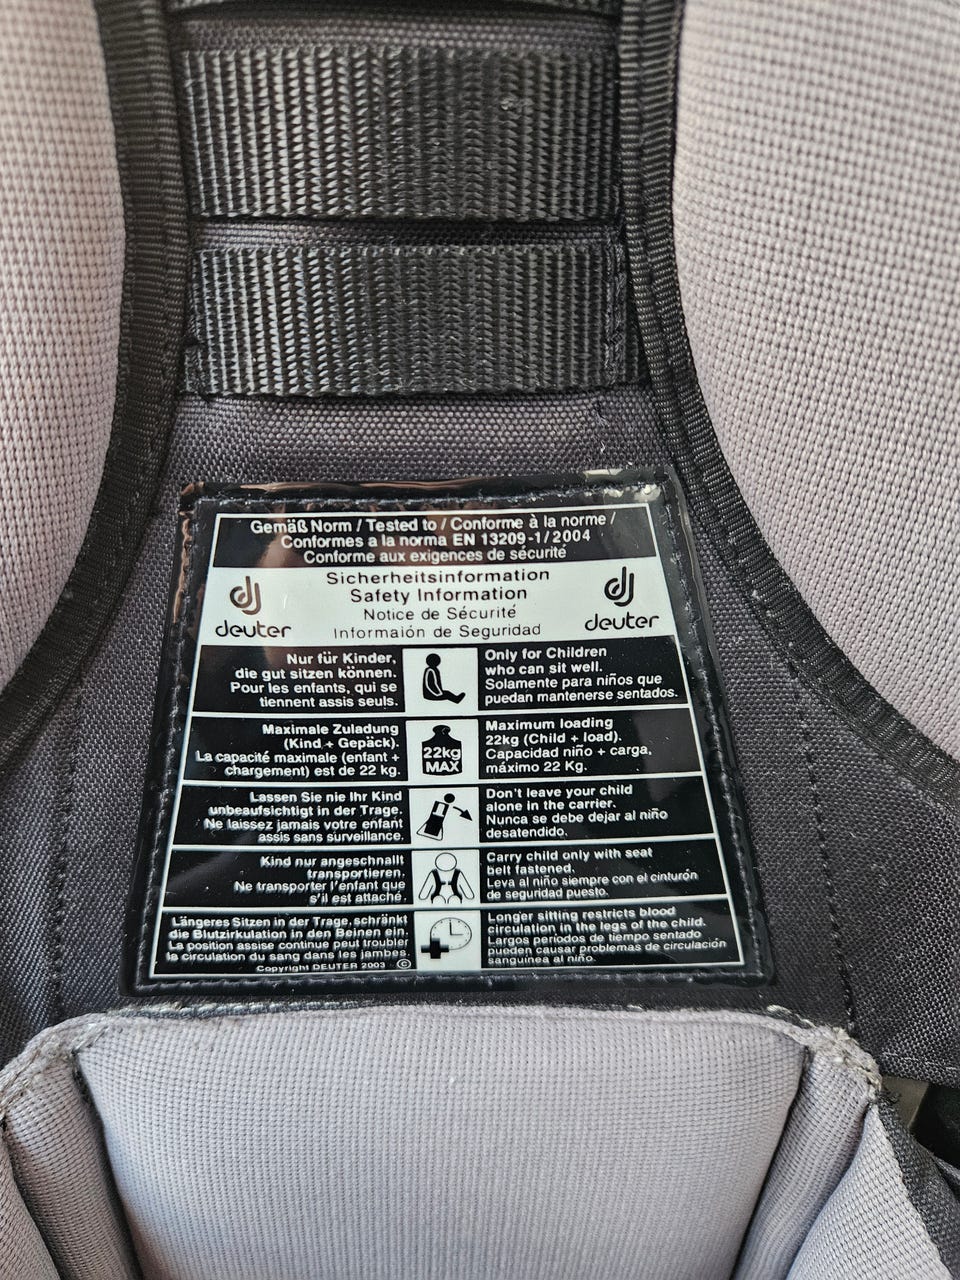 Gemäß Norm / Tested to / Conforme à la norme /
Conformes a la norma EN 13209-1/2004
Conforme aux exigences de sécurité
deuter
Sicherheitsinformation
Safety Information
Notice de Sécurité
Informaión de Seguridad
deuter
Nur für Kinder,
die gut sitzen können.
Pour les enfants, qui se
tiennent assis seuls.
Only for Children
who can sit well.
Solamente para niños que
puedan mantenerse sentados.
Maximale Zuladung
(Kind + Gepäck).
La capacité maximale (enfant +
chargement) est de 22 kg.
22kg
MAX
Maximum loading
22kg (Child + load).
Capacidad niño + carga,
máximo 22 Kg.
Lassen Sie nie Ihr Kind
unbeaufsichtigt in der Trage.
Ne laissez jamais votre enfant
assis sans surveillance.
Don't leave your child
alone in the carrier.
Nunca se debe dejar al niño
desatendido.
Kind nur angeschnallt
transportieren.
Ne transporter l'enfant que
s'il est attaché.
Carry child only with seat
belt fastened.
Leva al niño siempre con el cinturón
de seguridad puesto.
Längeres Sitzen in der Trage, schränkt
die Blutzirkulation in den Beinen ein.
La position assise continue peut troubler
la circulation du sang dans les jambes.
Copyright DEUTER 2003 ©
Longer sitting restricts blood
circulation in the legs of the child.
Largos periodos de tiempo sentado
pueden causar problemas de circulación
sanguinea al niño.